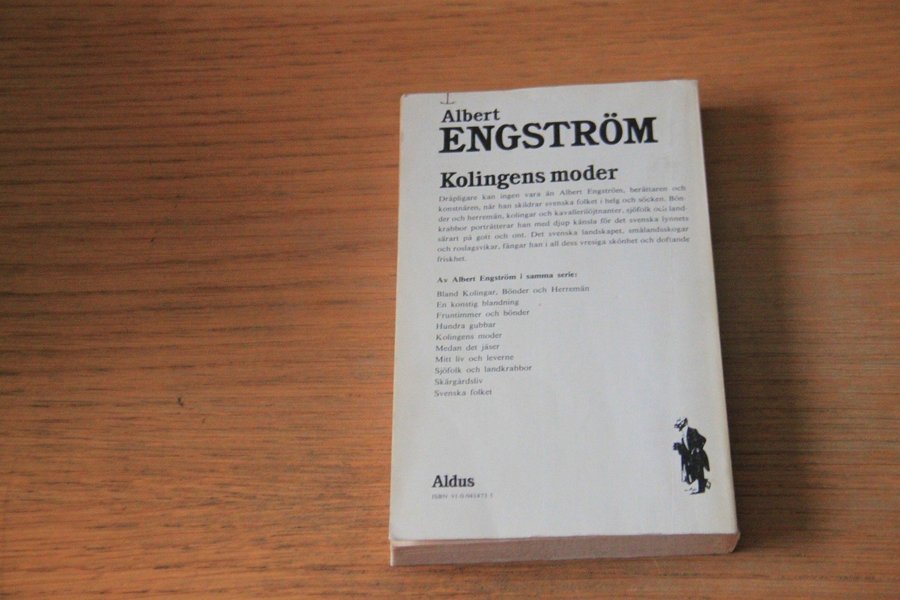 Albert
ENGSTRÖM
Kolingens moder
Dråpligare kan ingen vara än Albert Engström, berättaren och
konstnären, när han skildrar svenska folket i helg och söcken. Bön-
der och herremän, kolingar och kavallerilöjtnanter, sjöfolk och land-
krabbor porträtterar han med djup känsla för det svenska lynnets
särart på gott och ont. Det svenska landskapet, smålandsskogar
och roslagsvikar, fångar han i all dess vresiga skönhet och doftande
friskhet.
Av Albert Engström i samma serie:
Bland Kolingar, Bönder och Herremän
En konstig blandning
Fruntimmer och bönder
Hundra gubbar
Kolingens moder
Medan det jäser
Mitt liv och leverne
Sjöfolk och landkrabbor
Skärgårdsliv
Svenska folket
Aldus
ISBN